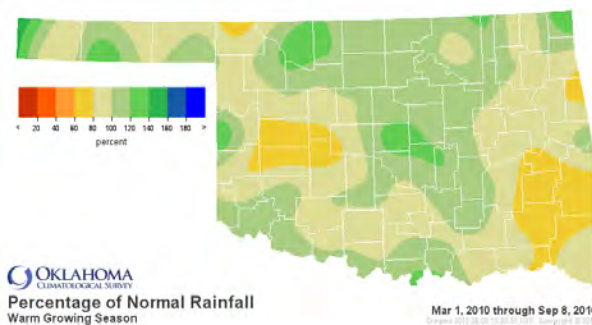 < 20 40 60 80 100 120 140 160 180 >
percent
OKLAHOMA
CLIMATOLOGICAL SURVEY
Percentage of Normal Rainfall
Warm Growing Season
Mar 1, 2010 through Sep 8, 201